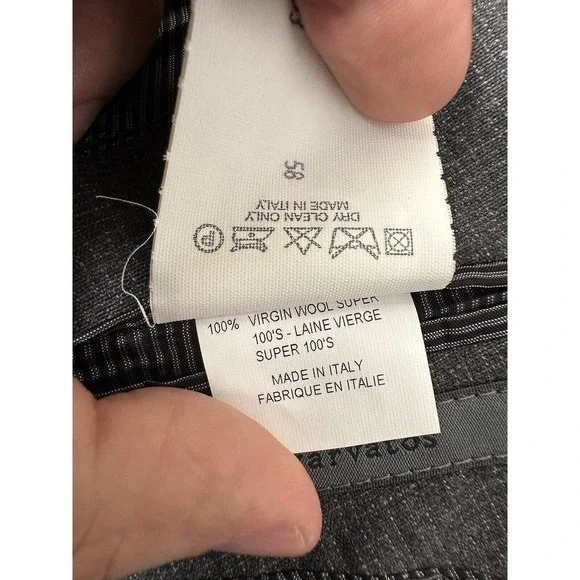 56
DRY CLEAN ONLY
MADE IN ITALY
P
100% VIRGIN WOOL SUPER
100'S - LAINE VIERGE
SUPER 100'S
MADE IN ITALY
FABRIQUE EN ITALIE
arvatos